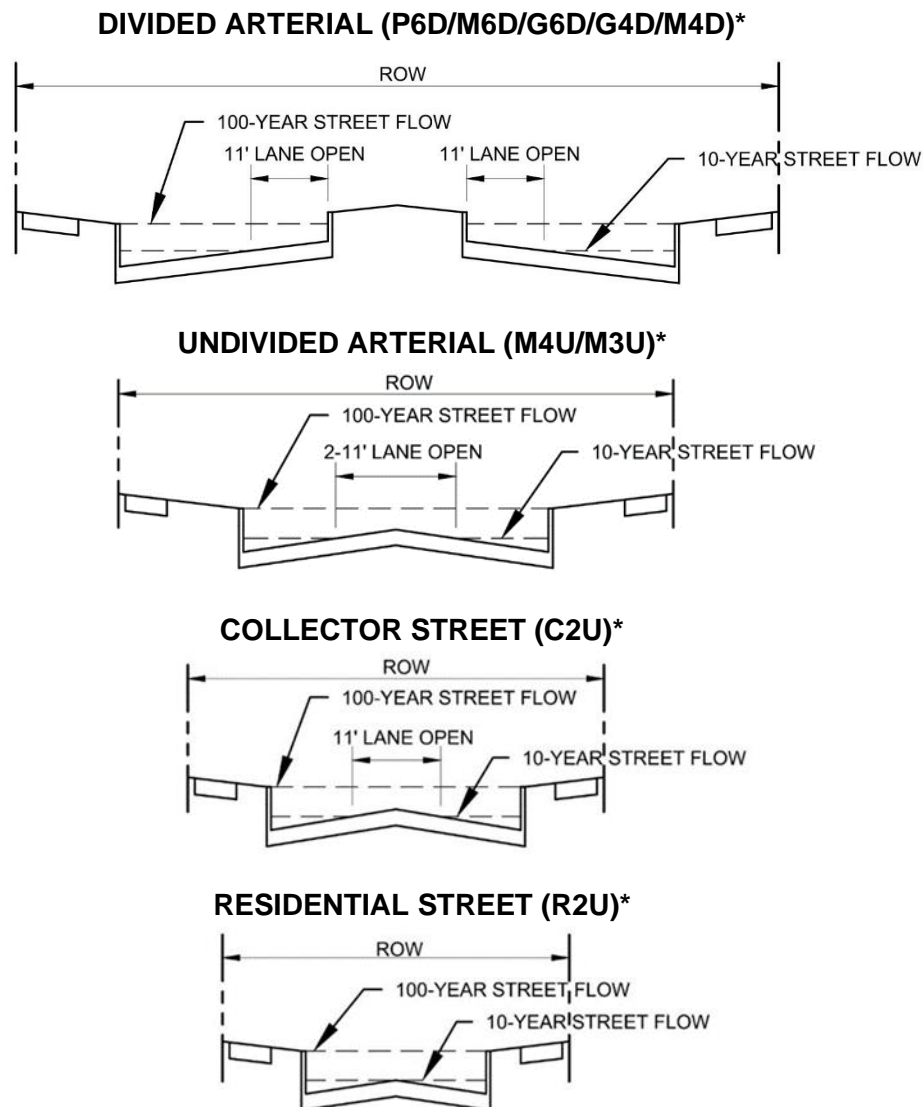 DIVIDED ARTERIAL (P6D/M6D/G6D/G4D/M4D)*
ROW
100-YEAR STREET FLOW
11' LANE OPEN
11' LANE OPEN
10-YEAR STREET FLOW
UNDIVIDED ARTERIAL (M4U/M3U)*
ROW
100-YEAR STREET FLOW
2-11' LANE OPEN
10-YEAR STREET FLOW
COLLECTOR STREET (C2U)*
ROW
100-YEAR STREET FLOW
11' LANE OPEN
10-YEAR STREET FLOW
RESIDENTIAL STREET (R2U)*
ROW
100-YEAR STREET FLOW
10-YEAR STREET FLOW